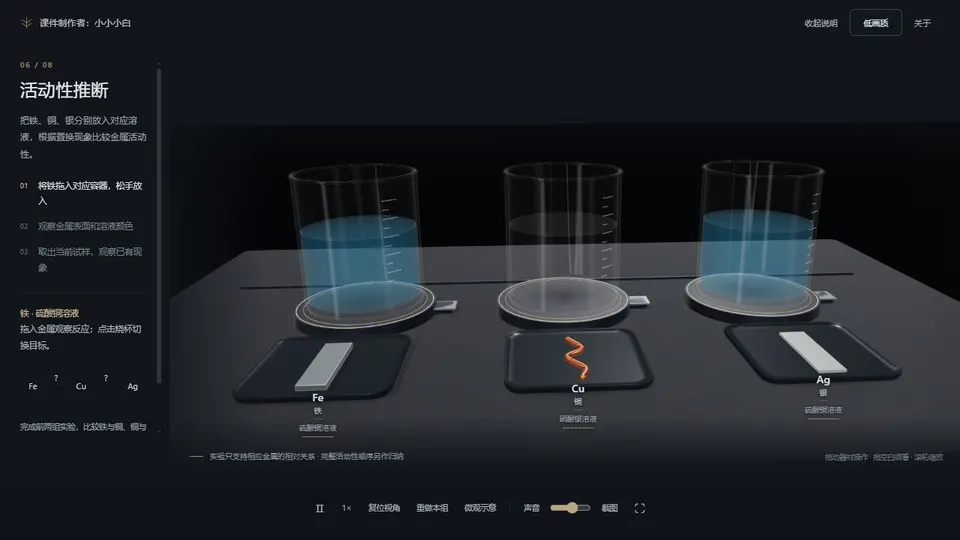 课件制作者：小小小白
收起说明
低画质
关于
06 / 08
活动性推断
把铁、铜、银分别放入对应溶
液，根据置换现象比较金属活动
性。
01 将铁拖入对应容器，松手放
入
02 观察金属表面和溶液颜色
03 取出当前试样，观察已有现
象
铁 · 硫酸铜溶液
拖入金属观察反应；点击烧杯切
换目标。
Fe ? Cu ? Ag
完成前两组实验，比较铁与铜、铜与
Fe
铁
硫酸铜溶液
Cu
铜
硝酸银溶液
Ag
银
硫酸铜溶液
实验只支持相应金属的相对关系 · 完整活动性顺序另作归纳
拖动器材操作 · 拖空白绕看 · 滚轮缩放
1×
复位视角
重做本组
微观示意
声音
截图